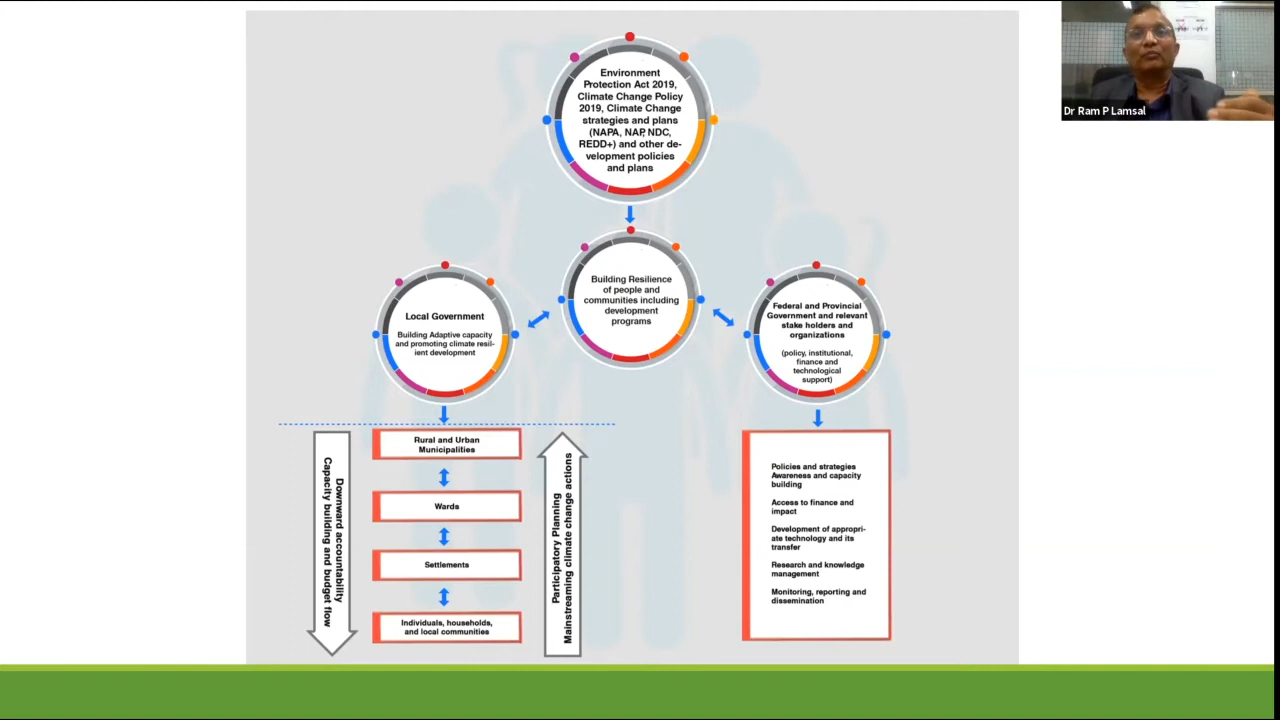 Environment
Protection Act 2019,
Climate Change Policy
2019, Climate Change
strategies and plans
(NAPA, NAP, NDC,
REDD+) and other de-
velopment policies
and plans
Dr Ram P Lamsal
Building Resilience
of people and
communities including
development
programs
Local Government
Building Adaptive capacity
and promoting climate resil-
ient development
Federal and Provincial
Government and relevant
stake holders and
organizations
(policy, institutional,
finance and
technological
support)
Downward accountability
Capacity building and budget flow
Rural and Urban
Municipalities
Wards
Settlements
Individuals, households,
and local communities
Participatory Planning
Mainstreaming climate change actions
Policies and strategies
Awareness and capacity
building
Access to finance and
impact
Development of appropri-
ate technology and its
transfer
Research and knowledge
management
Monitoring, reporting and
dissemination